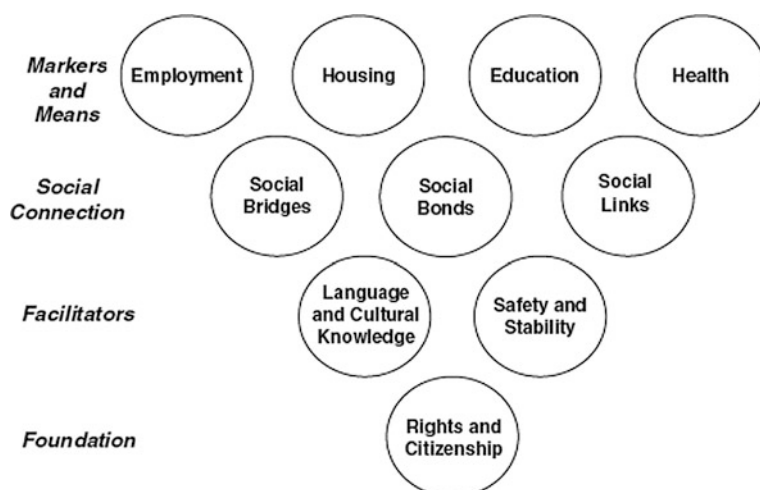 Markers
and
Means
Employment
Housing
Education
Health
Social
Connection
Social
Bridges
Social
Bonds
Social
Links
Facilitators
Language
and Cultural
Knowledge
Safety and
Stability
Foundation
Rights and
Citizenship